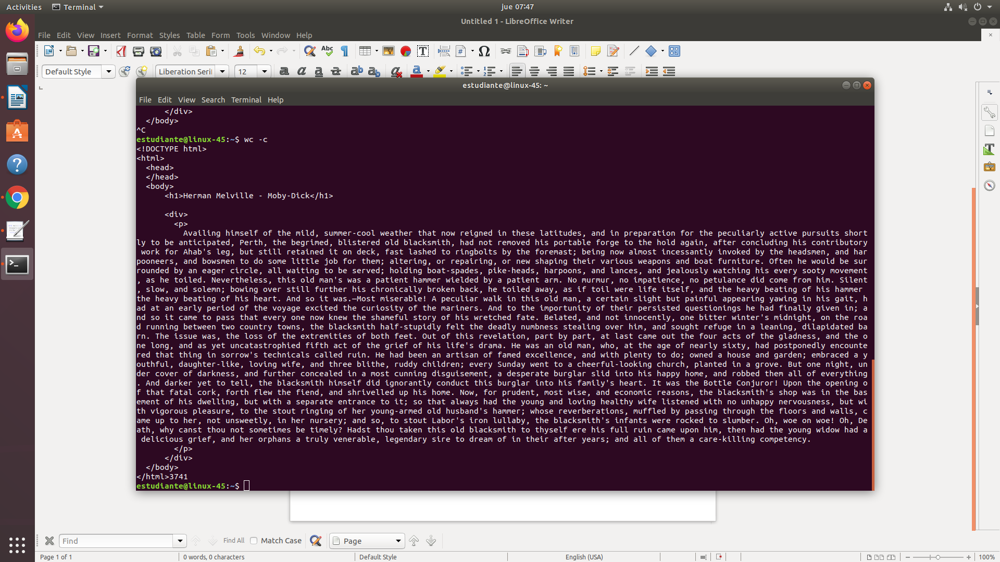 Activities Terminal jue 07:47
Untitled 1 - LibreOffice Writer
File Edit View Insert Format Styles Table Form Tools Window Help
Default Style Liberation Seri 12
estudiante@linux-45: ~
File Edit View Search Terminal Help
</div>
</body>
^C
estudiante@linux-45:~$ wc -c
<!DOCTYPE html>
<html>
<head>
</head>
<body>
<h1>Herman Melville - Moby-Dick</h1>
<div>
<p>
Availing himself of the mild, summer-cool weather that now reigned in these latitudes, and in preparation for the peculiarly active pursuits short
ly to be anticipated, Perth, the begrimed, blistered old blacksmith, had not removed his portable forge to the hold again, after concluding his contributory
work for Ahab's leg, but still retained it on deck, fast lashed to ringbolts by the foremast; being now almost incessantly invoked by the headsmen, and har
pooneers, and bowsmen to do some little job for them; altering, or repairing, or new shaping their various weapons and boat furniture. Often he would be sur
rounded by an eager circle, all waiting to be served; holding boat-spades, pike-heads, harpoons, and lances, and jealously watching his every sooty movement
, as he toiled. Nevertheless, this old man's was a patient hammer wielded by a patient arm. No murmur, no impatience, no petulance did come from him. Silent
, slow, and solemn; bowing over still further his chronically broken back, he toiled away, as if toil were life itself, and the heavy beating of his hammer
the heavy beating of his heart. And so it was.—Most miserable! A peculiar walk in this old man, a certain slight but painful appearing yawing in his gait, h
ad at an early period of the voyage excited the curiosity of the mariners. And to the importunity of their persisted questionings he had finally given in; a
nd so it came to pass that every one now knew the shameful story of his wretched fate. Belated, and not innocently, one bitter winter's midnight, on the roa
d running between two country towns, the blacksmith half-stupidly felt the deadly numbness stealing over him, and sought refuge in a leaning, dilapidated ba
rn. The issue was, the loss of the extremities of both feet. Out of this revelation, part by part, at last came out the four acts of the gladness, and the o
ne long, and as yet uncatastrophied fifth act of the grief of his life's drama. He was an old man, who, at the age of nearly sixty, had postponedly encounte
red that thing in sorrow's technicals called ruin. He had been an artisan of famed excellence, and with plenty to do; owned a house and garden; embraced a y
outhful, daughter-like, loving wife, and three blithe, ruddy children; every Sunday went to a cheerful-looking church, planted in a grove. But one night, un
der cover of darkness, and further concealed in a most cunning disguisement, a desperate burglar slid into his happy home, and robbed them all of everything
. And darker yet to tell, the blacksmith himself did ignorantly conduct this burglar into his family's heart. It was the Bottle Conjuror! Upon the opening o
f that fatal cork, forth flew the fiend, and shrivelled up his home. Now, for prudent, most wise, and economic reasons, the blacksmith's shop was in the bas
ement of his dwelling, but with a separate entrance to it; so that always had the young and loving healthy wife listened with no unhappy nervousness, but wi
th vigorous pleasure, to the stout ringing of her young-armed old husband's hammer; whose reverberations, muffled by passing through the floors and walls, c
ame up to her, not unsweetly, in her nursery; and so, to stout Labor's iron lullaby, the blacksmith's infants were rocked to slumber. Oh, woe on woe! Oh, De
ath, why canst thou not sometimes be timely? Hadst thou taken this old blacksmith to thyself ere his full ruin came upon him, then had the young widow had a
delicious grief, and her orphans a truly venerable, legendary sire to dream of in their after years; and all of them a care-killing competency.
</p>
</div>
</body>
</html>3741
estudiante@linux-45:~$
Find Find All Match Case Page
Page 1 of 1 0 words, 0 characters Default Style English (USA) 100%